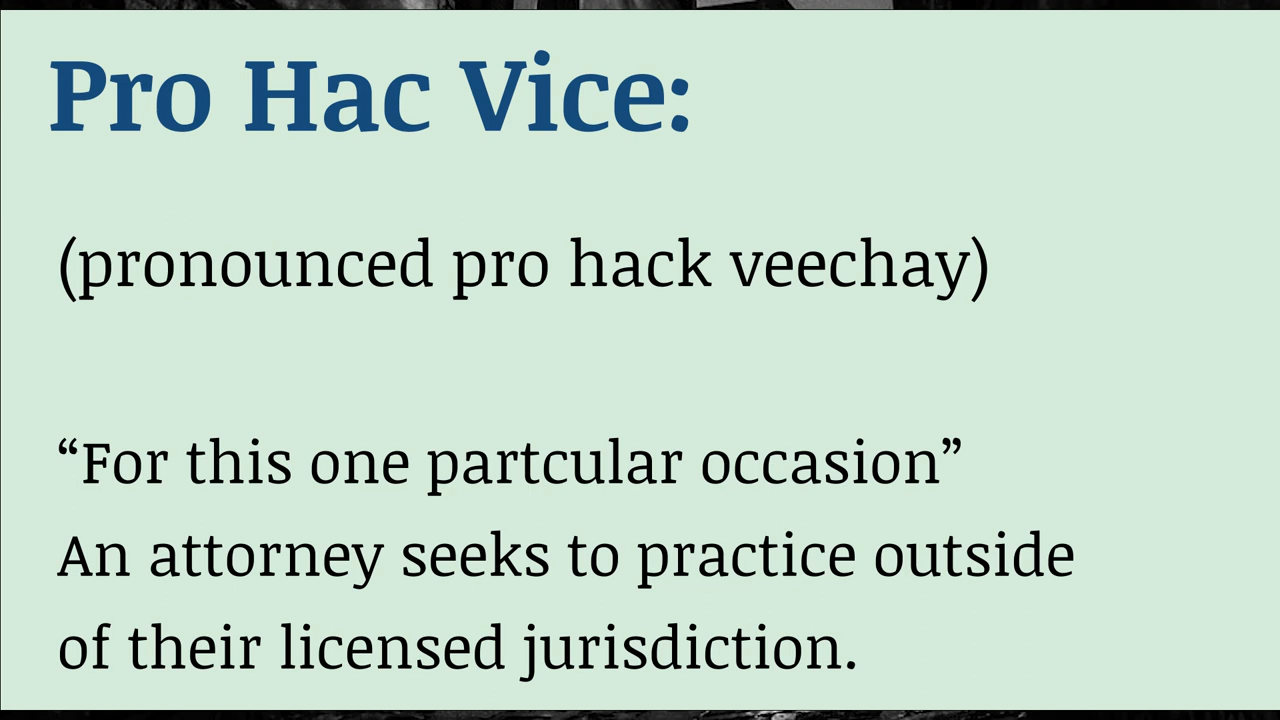 Pro Hac Vice:
(pronounced pro hack veechay)
“For this one partcular occasion”
An attorney seeks to practice outside
of their licensed jurisdiction.